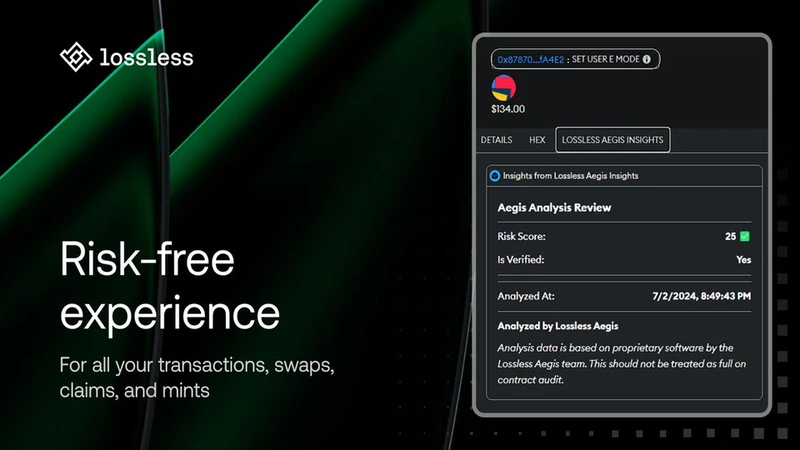 lossless
Risk-free
experience
For all your transactions, swaps,
claims, and mints
0x87870...fA4E2 : SET USER E MODE
$134.00
DETAILS HEX LOSSLESS AEGIS INSIGHTS
Insights from Lossless Aegis Insights
Aegis Analysis Review
Risk Score: 25
Is Verified: Yes
Analyzed At: 7/2/2024, 8:49:43 PM
Analyzed by Lossless Aegis
Analysis data is based on proprietary software by the
Lossless Aegis team. This should not be treated as full on
contract audit.